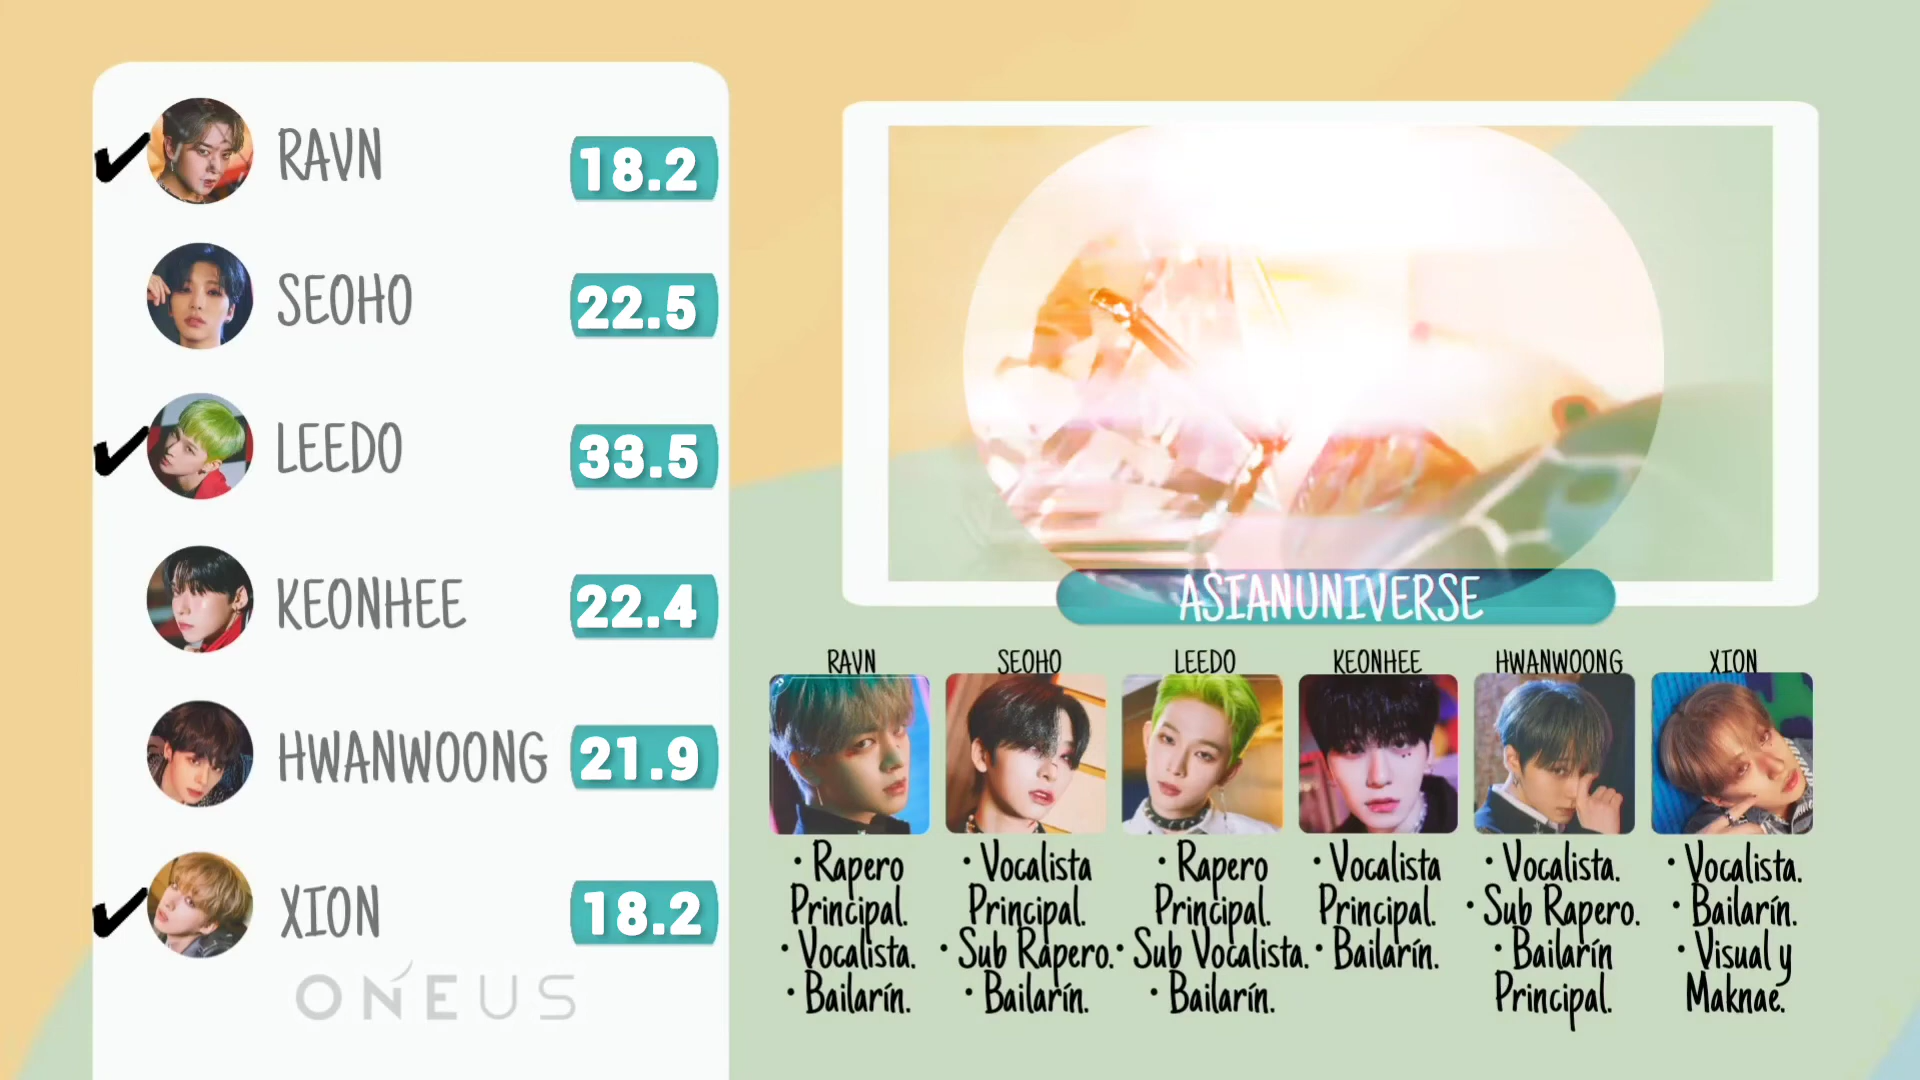 RAVN
18.2
SEOHO
22.5
LEEDO
33.5
KEONHEE
22.4
HWANWOONG
21.9
XION
18.2
ONEUS
ASIANUNIVERSE
RAVN
• Rapero
Principal.
• Vocalista.
• Bailarín.
SEOHO
• Vocalista
Principal.
• Sub Rapero.
• Bailarín.
LEEDO
• Rapero
Principal.
• Sub Vocalista.
• Bailarín.
KEONHEE
• Vocalista
Principal.
• Bailarín.
HWANWOONG
• Vocalista.
• Sub Rapero.
• Bailarín
Principal.
XION
• Vocalista.
• Bailarín.
• Visual y
Maknae.